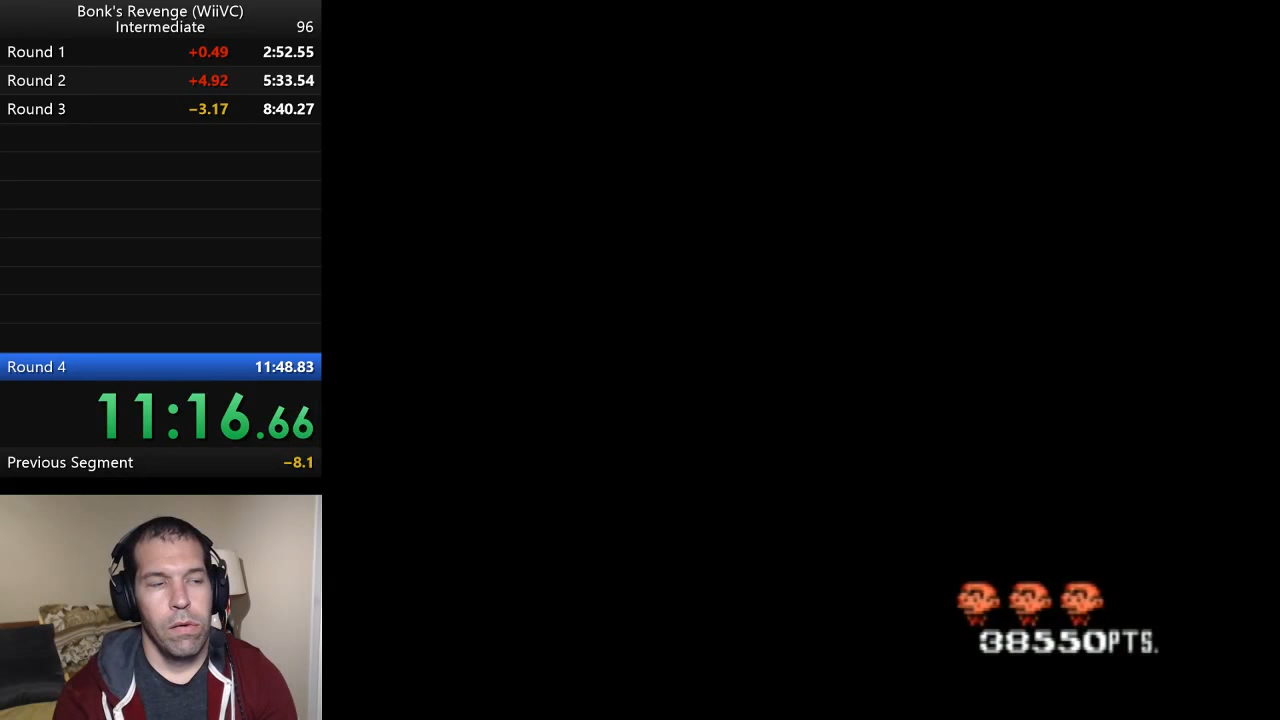 Bonk's Revenge (WiiVC)
Intermediate 96
Round 1 +0.49 2:52.55
Round 2 +4.92 5:33.54
Round 3 −3.17 8:40.27
Round 4 11:48.83
11:16.66
Previous Segment −8.1
38550PTS.